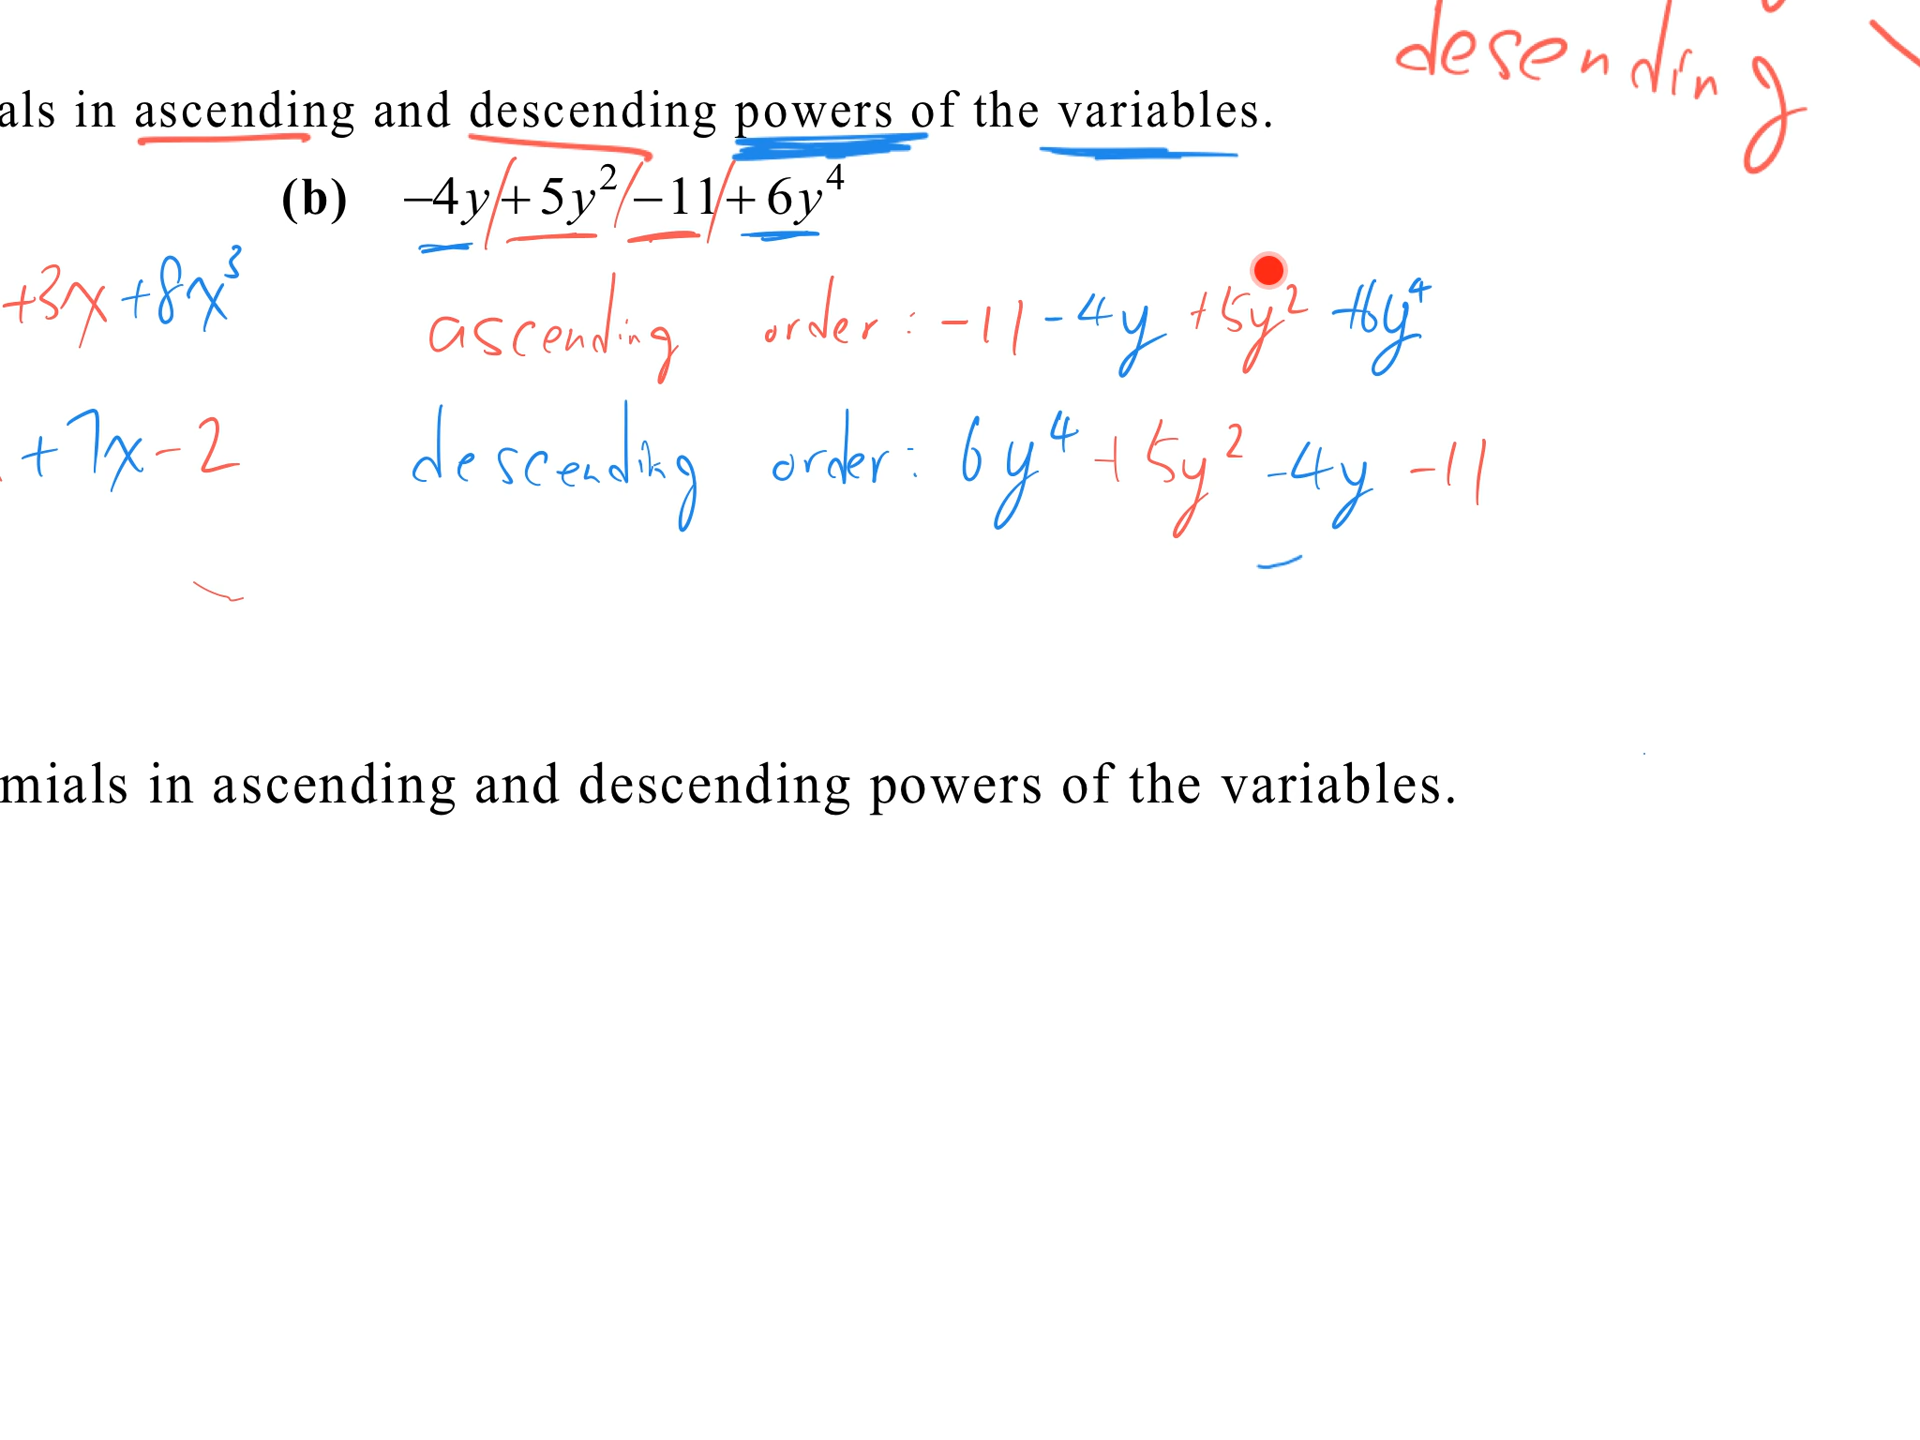 desending
als in ascending and descending powers of the variables.
(b) −4y + 5y² − 11 + 6y⁴
+3x +8x³
ascending order: -11 -4y +5y² +6y⁴
+7x -2
descending order: 6y⁴ +5y² -4y -11
mials in ascending and descending powers of the variables.